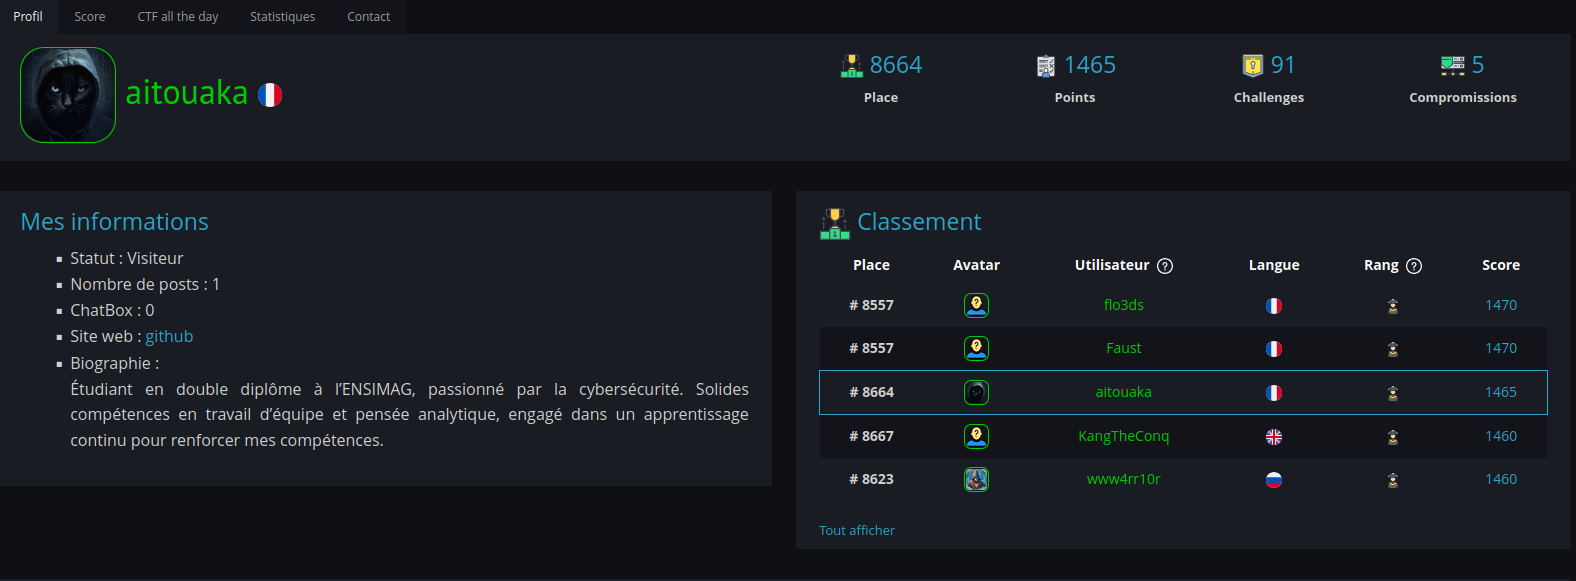 Profil Score CTF all the day Statistiques Contact
aitouaka
8664 1465 91 5
Place Points Challenges Compromissions
Mes informations
Statut : Visiteur
Nombre de posts : 1
ChatBox : 0
Site web : github
Biographie :
Étudiant en double diplôme à l’ENSIMAG, passionné par la cybersécurité. Solides
compétences en travail d’équipe et pensée analytique, engagé dans un apprentissage
continu pour renforcer mes compétences.
Classement
Place Avatar Utilisateur ? Langue Rang ? Score
# 8557 flo3ds 1470
# 8557 Faust 1470
# 8664 aitouaka 1465
# 8667 KangTheConq 1460
# 8623 www4rr10r 1460
Tout afficher